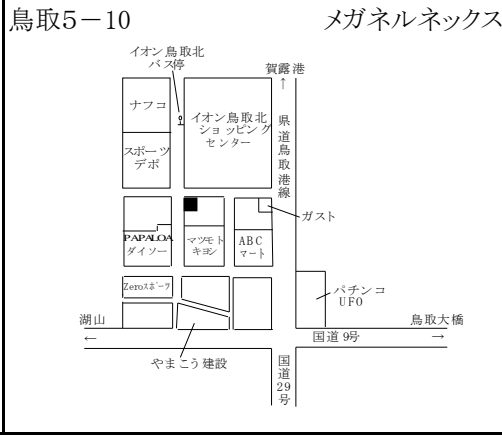 鳥取5－10
メガネルネックス
イオン鳥取北
バス停
賀露港
↑
ナフコ
イオン鳥取北
ショッピング
センター
県道鳥取港線
スポーツ
デポ
ガスト
PAPALOA
ダイソー
マツモト
キヨシ
ABC
マート
Zeroスポーツ
パチンコ
UFO
湖山
←
鳥取大橋
→
国道9号
やまこう建設
国道29号